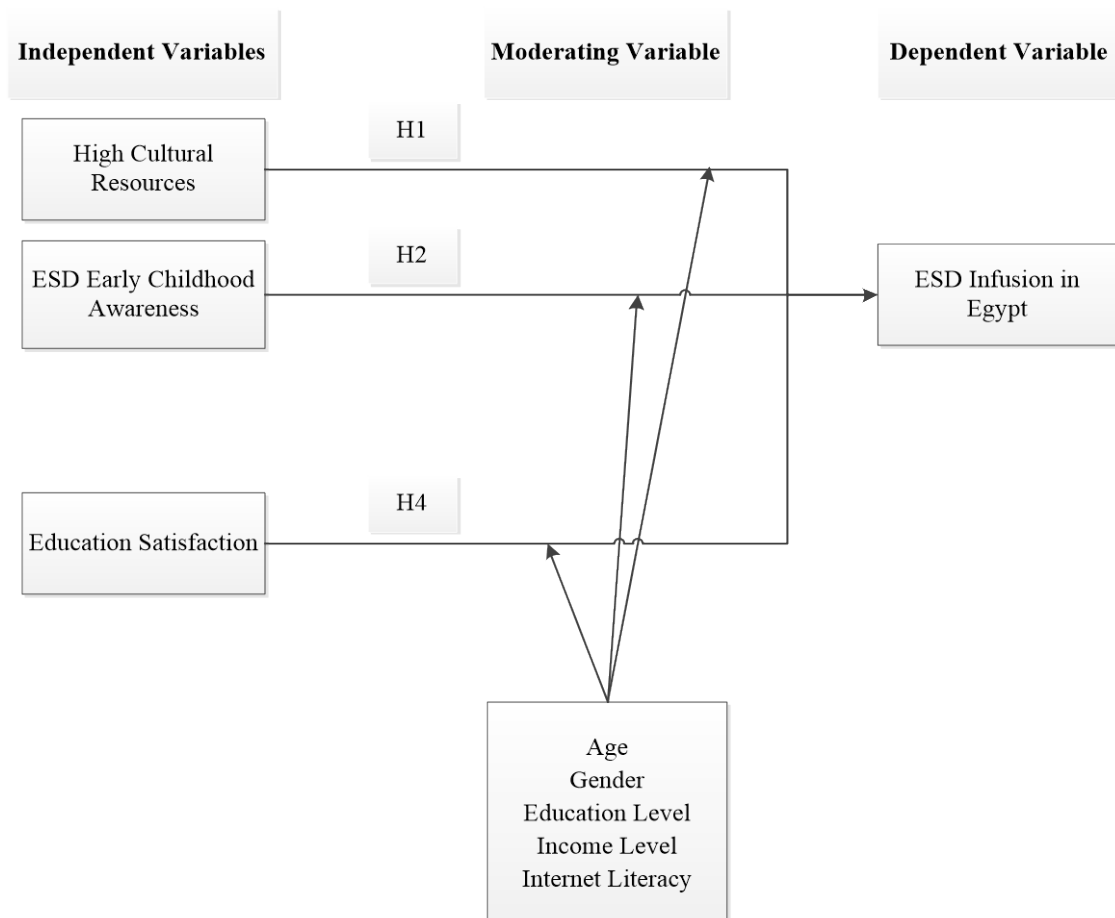 Independent Variables
Moderating Variable
Dependent Variable
H1
High Cultural
Resources
H2
ESD Early Childhood
Awareness
ESD Infusion in
Egypt
H4
Education Satisfaction
Age
Gender
Education Level
Income Level
Internet Literacy